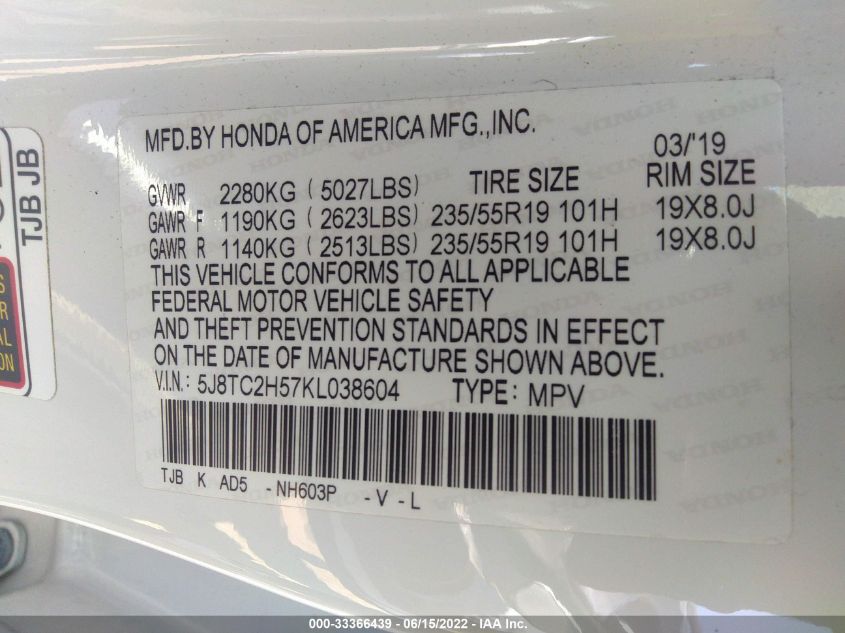 MFD.BY HONDA OF AMERICA MFG.,INC.
03/'19
GVWR 2280KG ( 5027LBS) TIRE SIZE RIM SIZE
GAWR F 1190KG ( 2623LBS) 235/55R19 101H 19X8.0J
GAWR R 1140KG ( 2513LBS) 235/55R19 101H 19X8.0J
THIS VEHICLE CONFORMS TO ALL APPLICABLE
FEDERAL MOTOR VEHICLE SAFETY
AND THEFT PREVENTION STANDARDS IN EFFECT
ON THE DATE OF MANUFACTURE SHOWN ABOVE.
V.I.N.: 5J8TC2H57KL038604 TYPE: MPV
TJB K AD5 -NH603P -V -L
TJB JB
000-33366439 - 06/15/2022 - IAA Inc.